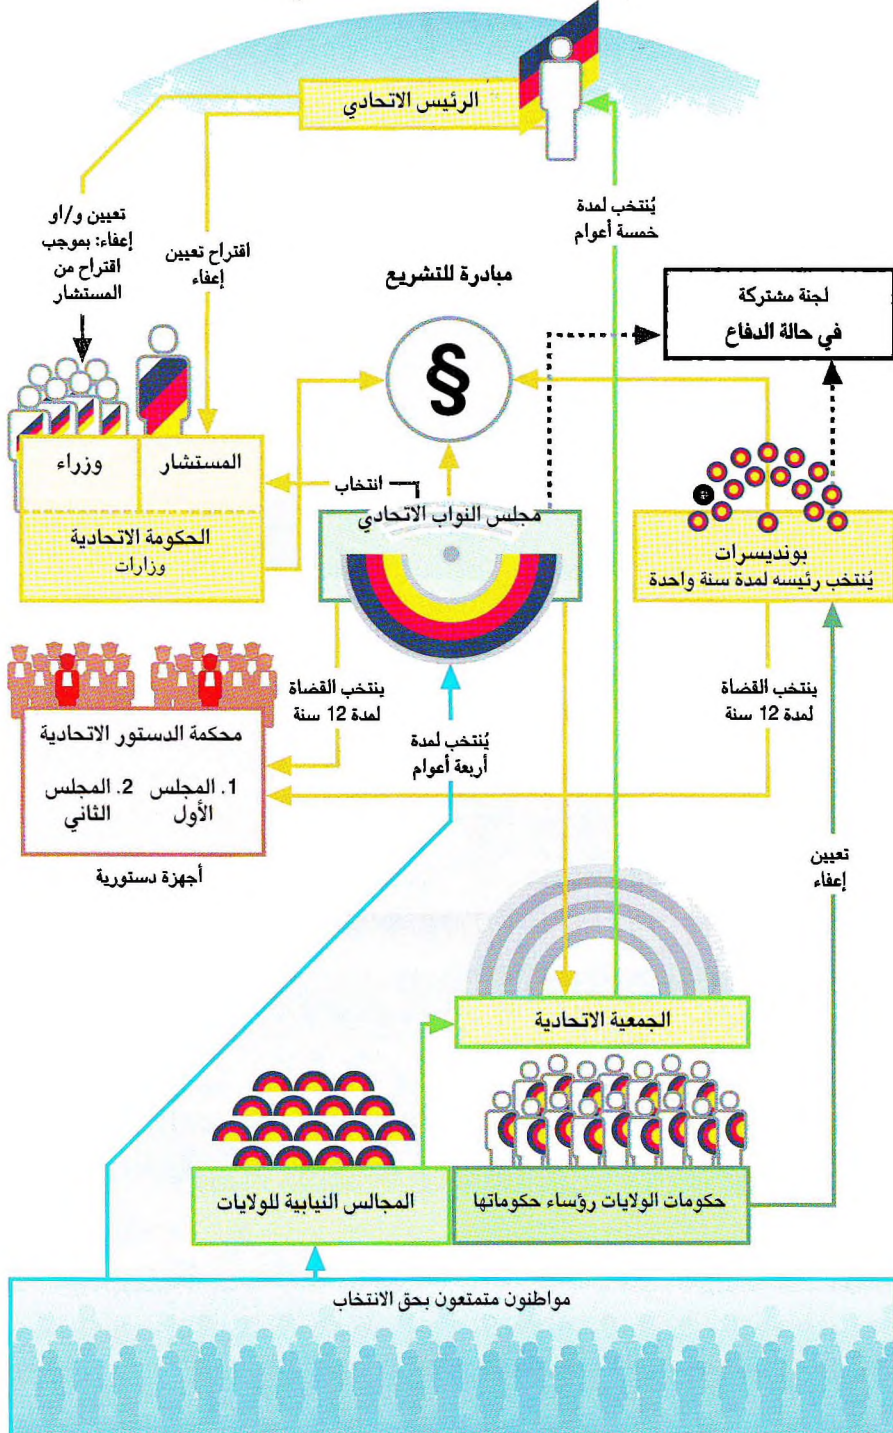 الرئيس الاتحادي
يُنتخب لمدة
خمسة أعوام
تعيين و/او
إعفاء: بموجب
اقتراح من
المستشار
اقتراح تعيين
إعفاء
مبادرة للتشريع
§
لجنة مشتركة
في حالة الدفاع
المستشار
وزراء
الحكومة الاتحادية
وزارات
انتخاب
مجلس النواب الاتحادي
بونديسرات
يُنتخب رئيسه لمدة سنة واحدة
ينتخب القضاة
لمدة 12 سنة
يُنتخب لمدة
أربعة أعوام
ينتخب القضاة
لمدة 12 سنة
محكمة الدستور الاتحادية
1. المجلس
الأول
2. المجلس
الثاني
أجهزة دستورية
تعيين
إعفاء
الجمعية الاتحادية
حكومات الولايات رؤساء حكوماتها
المجالس النيابية للولايات
مواطنون متمتعون بحق الانتخاب